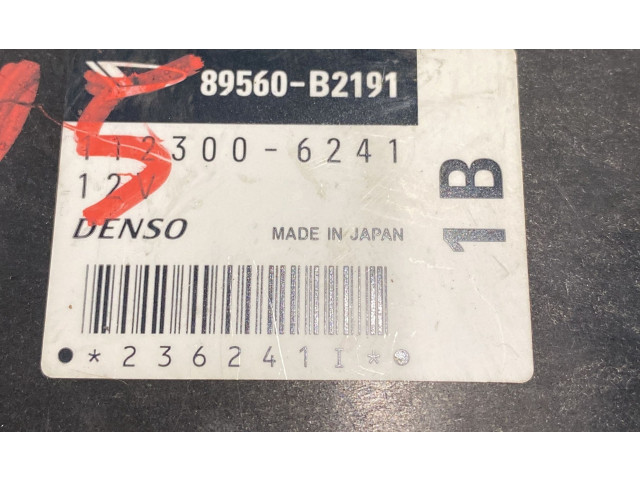 89560-B2191
112300-6241
12V
DENSO
MADE IN JAPAN
1B
*236241I*